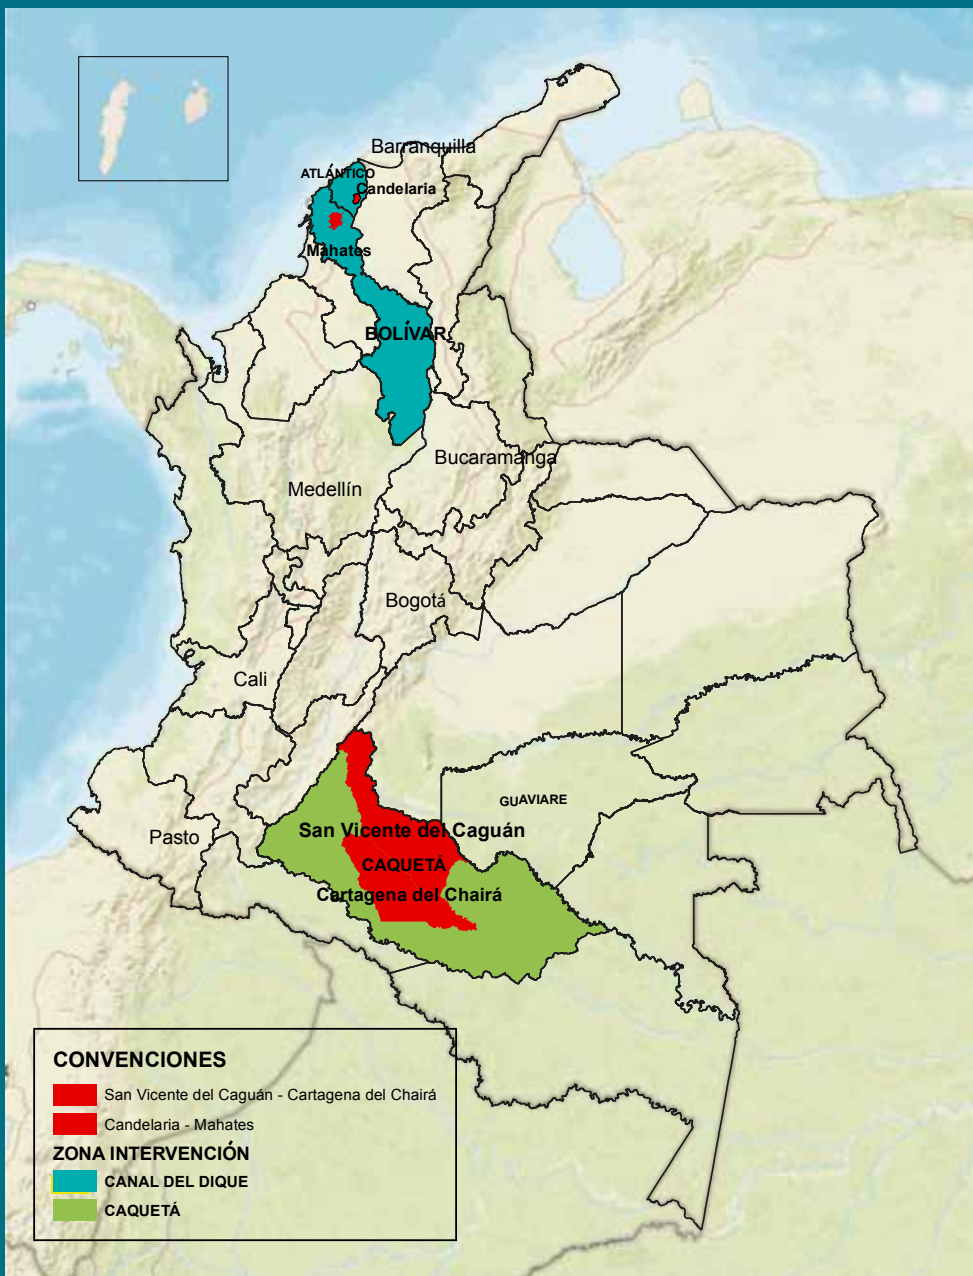 Barranquilla
ATLÁNTICO
Candelaria
Mahates
BOLÍVAR
Bucaramanga
Medellín
Bogotá
Cali
GUAVIARE
San Vicente del Caguán
Pasto
CAQUETÁ
Cartagena del Chairá
CONVENCIONES
San Vicente del Caguán - Cartagena del Chairá
Candelaria - Mahates
ZONA INTERVENCIÓN
CANAL DEL DIQUE
CAQUETÁ